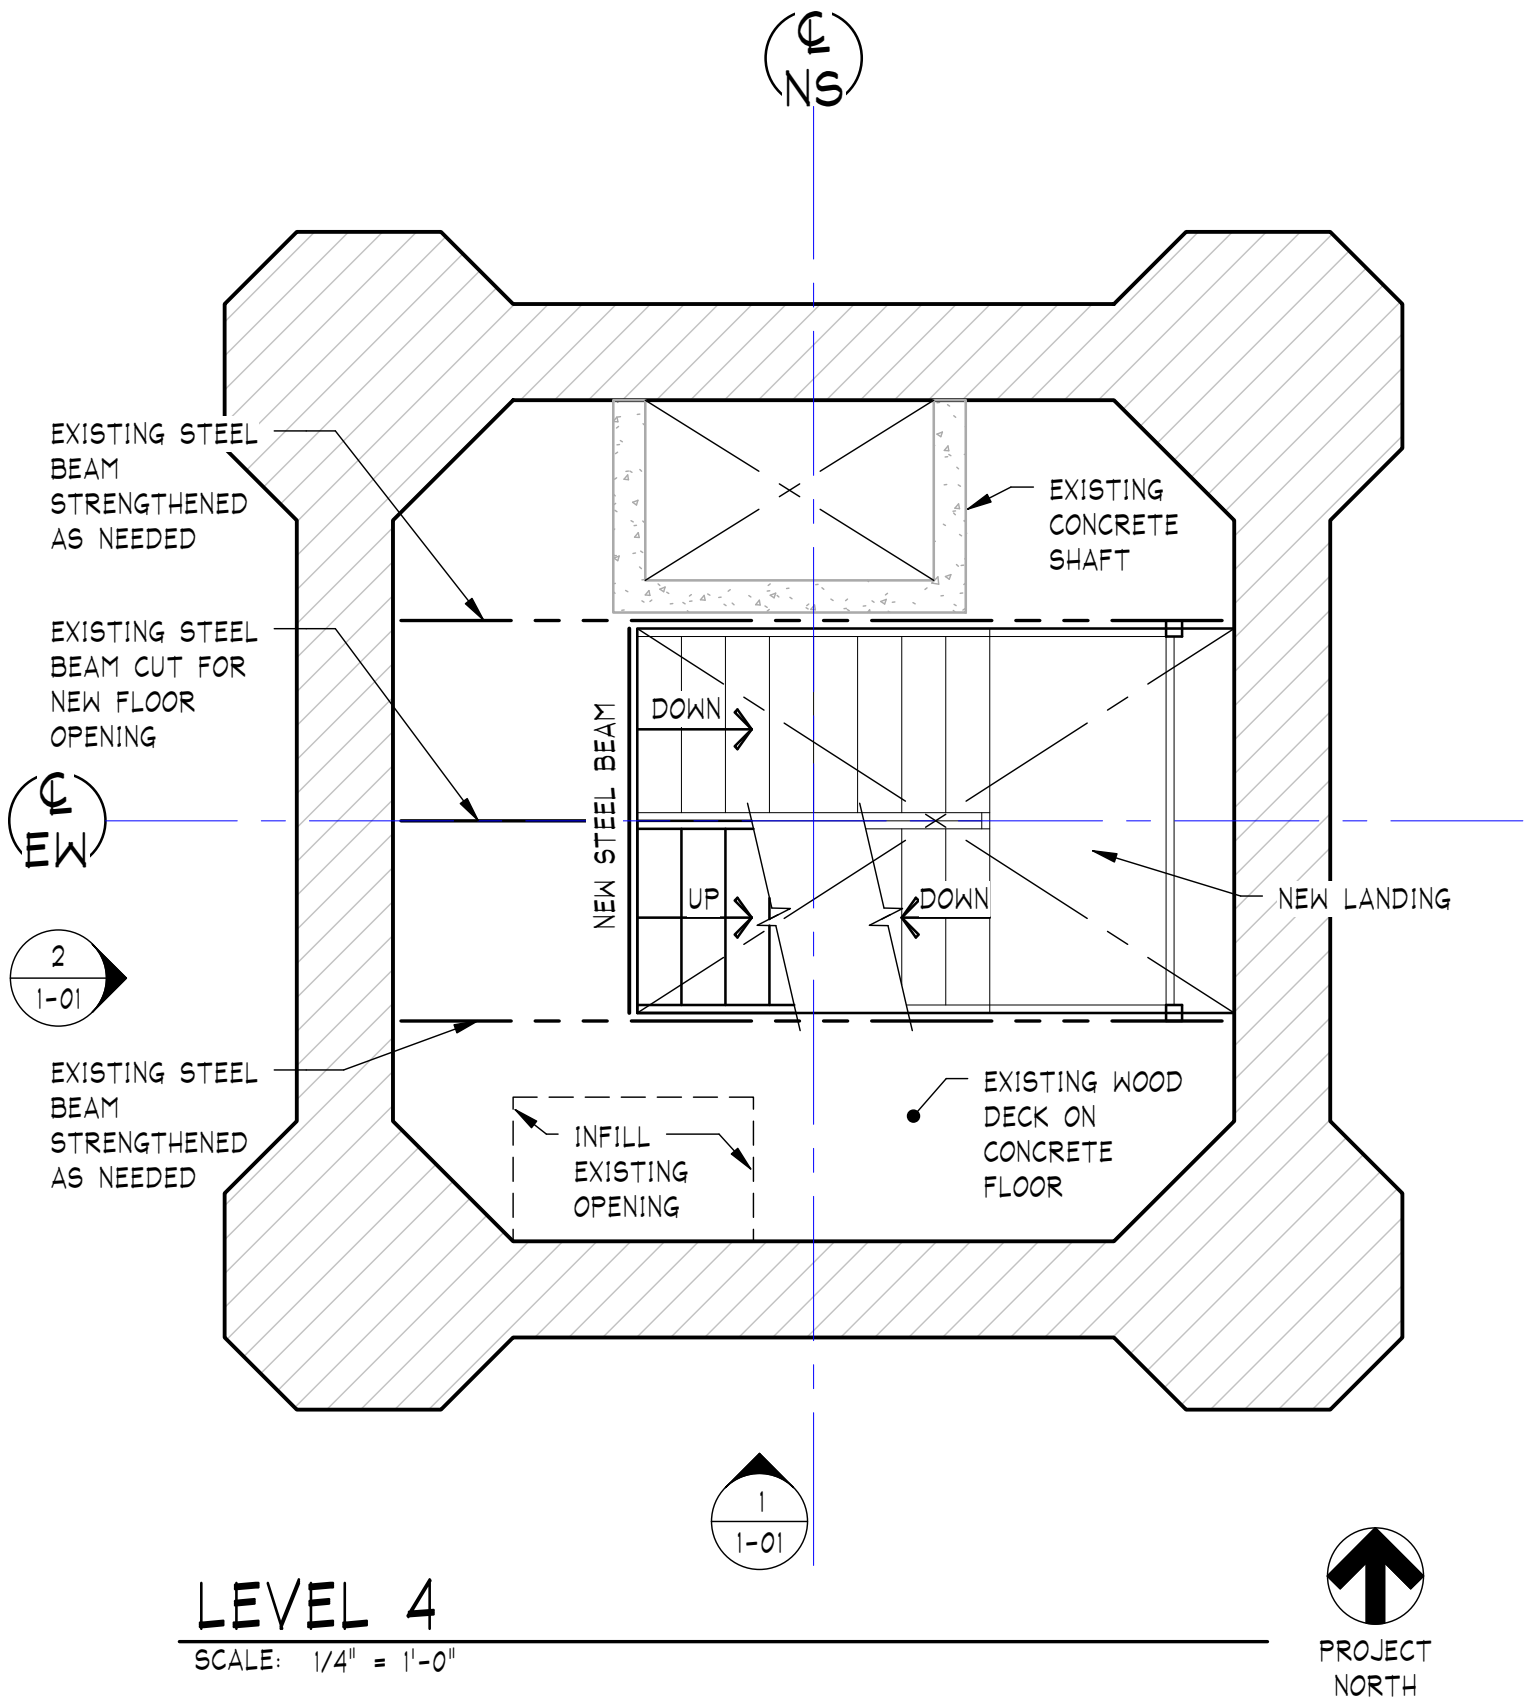 ℄
NS
EXISTING STEEL
BEAM
STRENGTHENED
AS NEEDED
EXISTING
CONCRETE
SHAFT
EXISTING STEEL
BEAM CUT FOR
NEW FLOOR
OPENING
DOWN
NEW STEEL BEAM
℄
EW
UP
DOWN
NEW LANDING
2
1-01
EXISTING STEEL
BEAM
STRENGTHENED
AS NEEDED
EXISTING WOOD
DECK ON
CONCRETE
FLOOR
INFILL
EXISTING
OPENING
1
1-01
LEVEL 4
SCALE: 1/4" = 1'-0"
PROJECT
NORTH